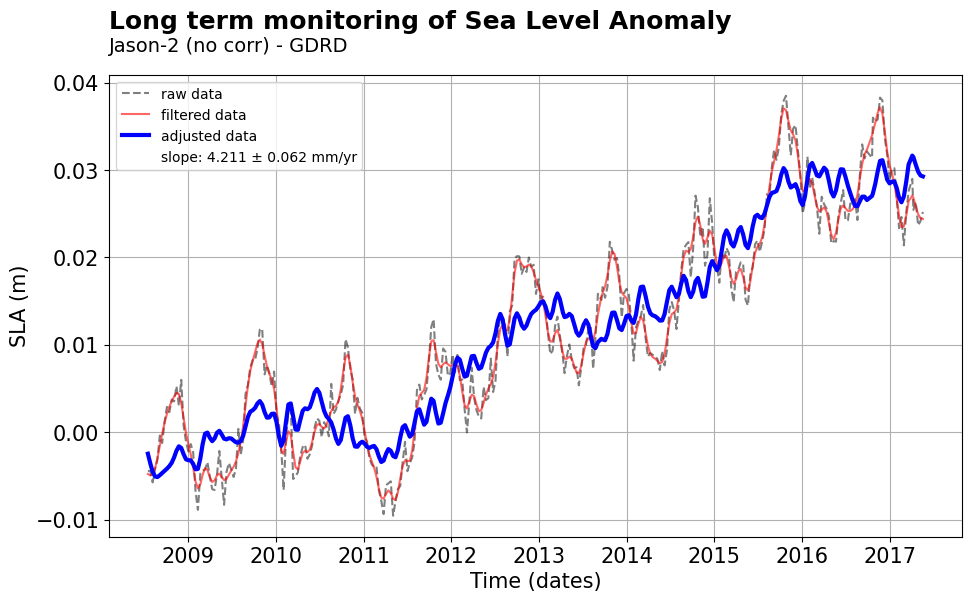 Long term monitoring of Sea Level Anomaly
Jason-2 (no corr) - GDRD
raw data
filtered data
adjusted data
slope: 4.211 ± 0.062 mm/yr
SLA (m)
0.04
0.03
0.02
0.01
0.00
−0.01
2009 2010 2011 2012 2013 2014 2015 2016 2017
Time (dates)